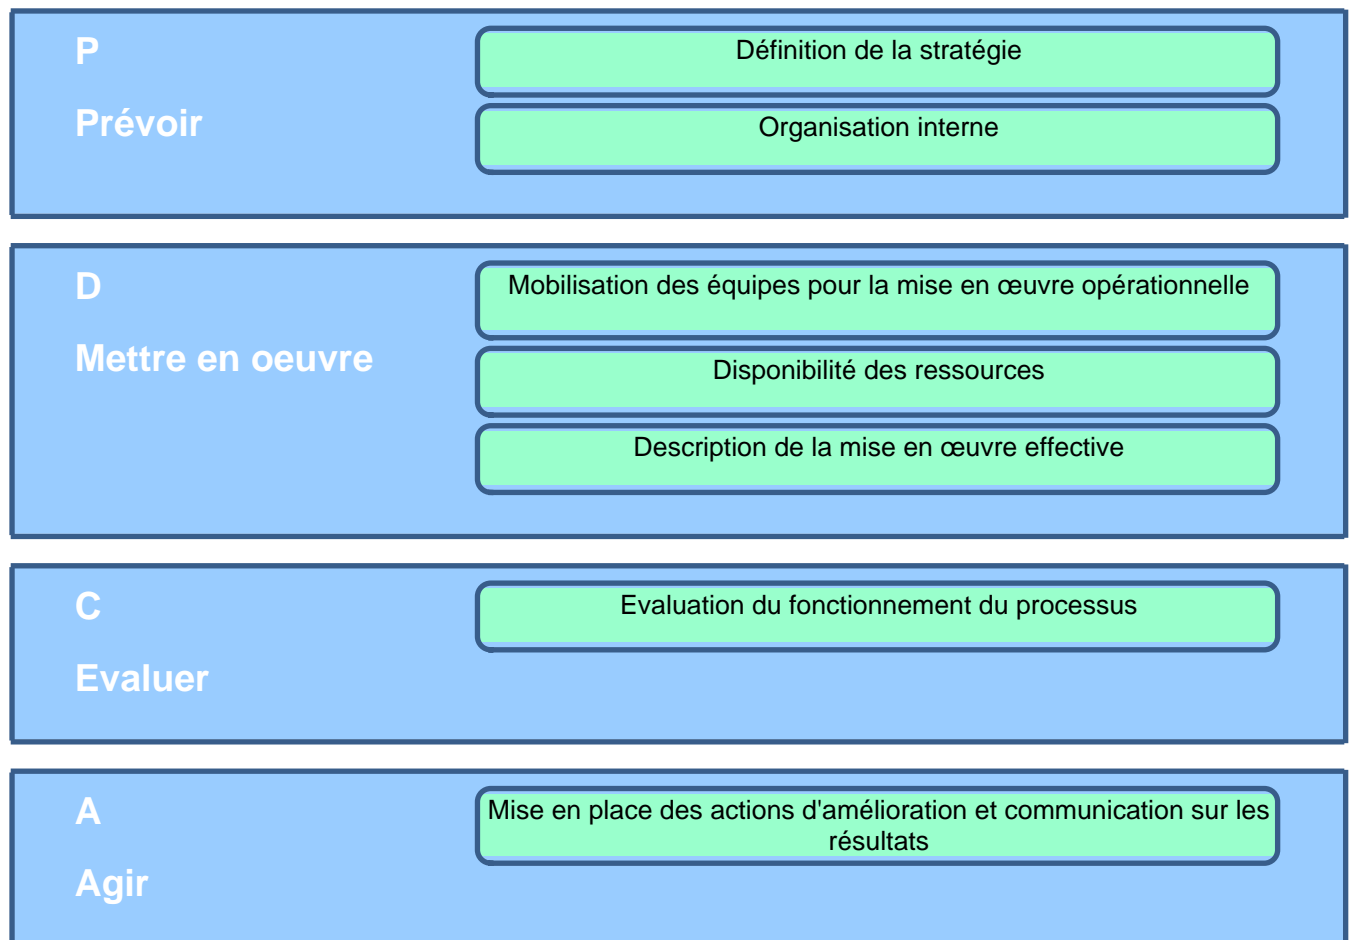 P
Prévoir
Définition de la stratégie
Organisation interne
D
Mettre en oeuvre
Mobilisation des équipes pour la mise en œuvre opérationnelle
Disponibilité des ressources
Description de la mise en œuvre effective
C
Evaluer
Evaluation du fonctionnement du processus
A
Agir
Mise en place des actions d'amélioration et communication sur les
résultats